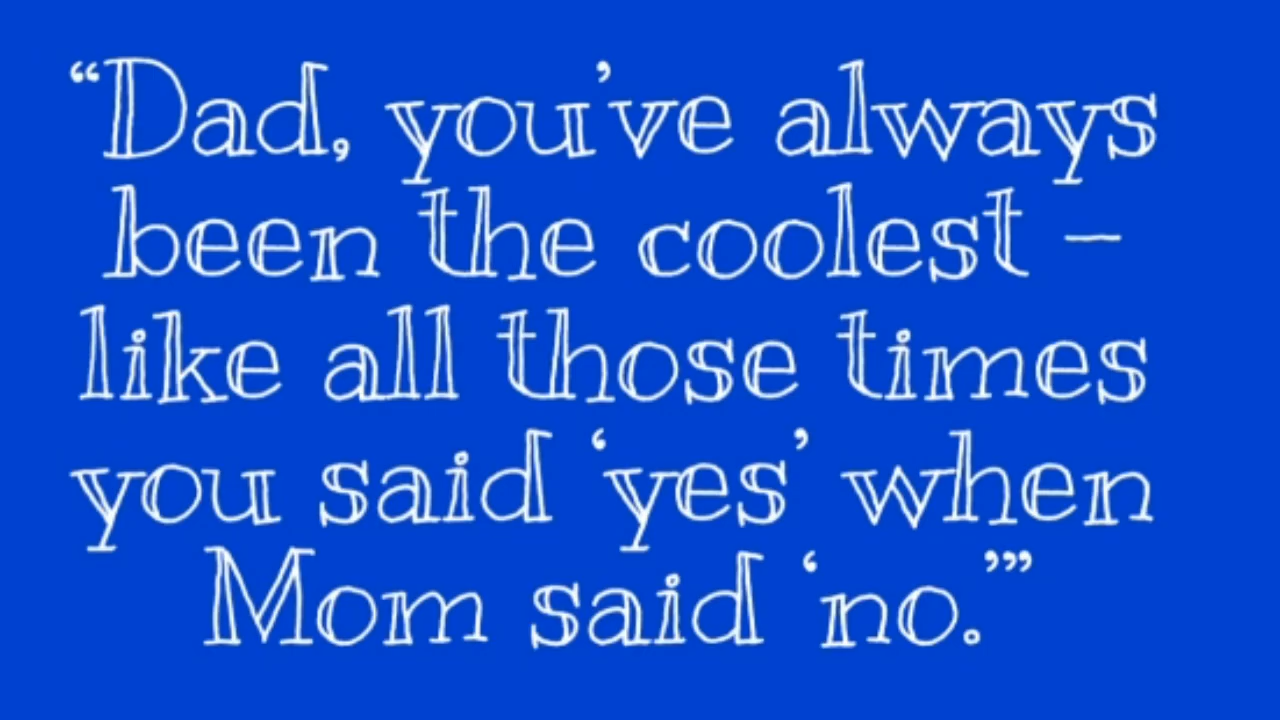 “Dad, you’ve always
been the coolest –
like all those times
you said ‘yes’ when
Mom said ‘no.’”